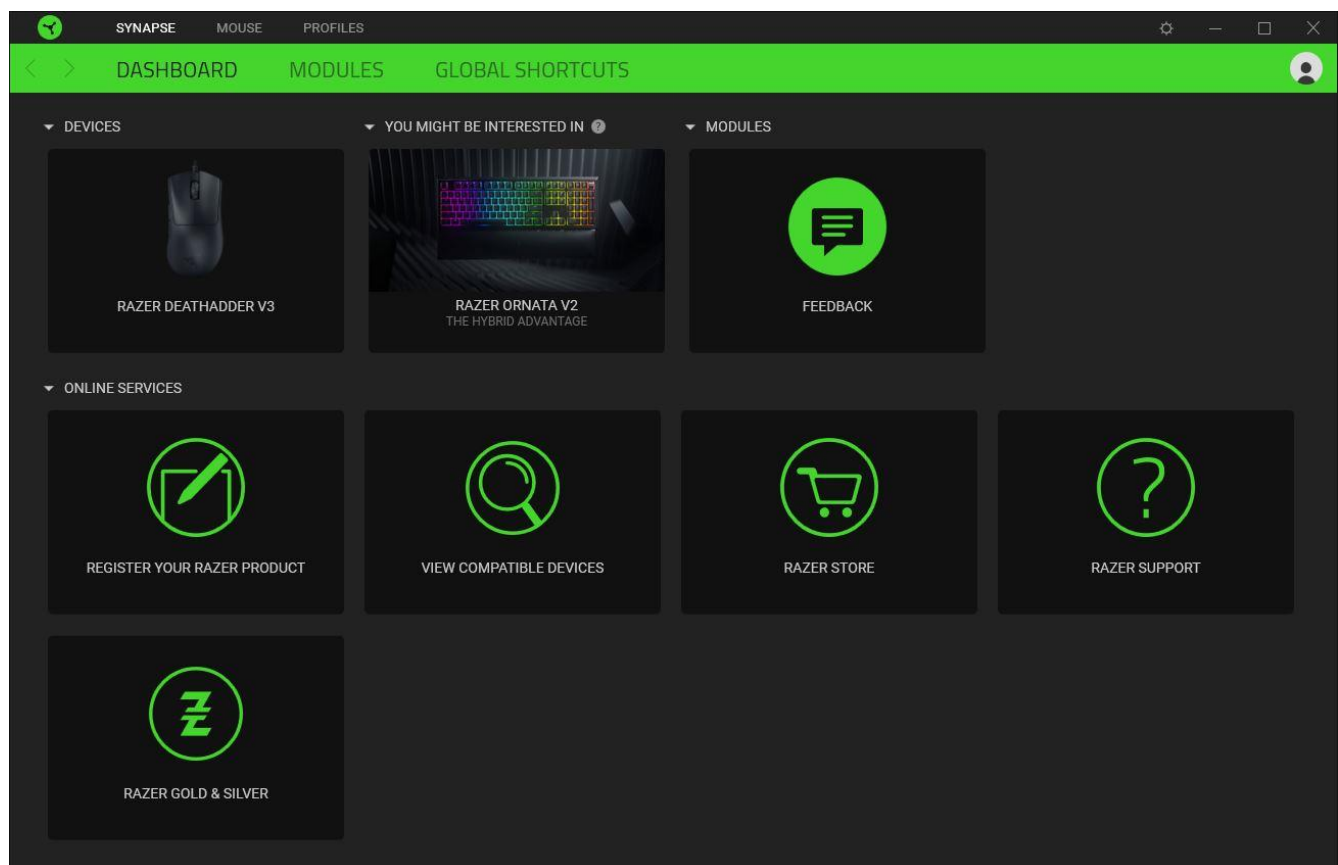 SYNAPSE MOUSE PROFILES
DASHBOARD MODULES GLOBAL SHORTCUTS
DEVICES
YOU MIGHT BE INTERESTED IN ?
MODULES
RAZER DEATHADDER V3
RAZER ORNATA V2
THE HYBRID ADVANTAGE
FEEDBACK
ONLINE SERVICES
REGISTER YOUR RAZER PRODUCT
VIEW COMPATIBLE DEVICES
RAZER STORE
RAZER SUPPORT
RAZER GOLD & SILVER